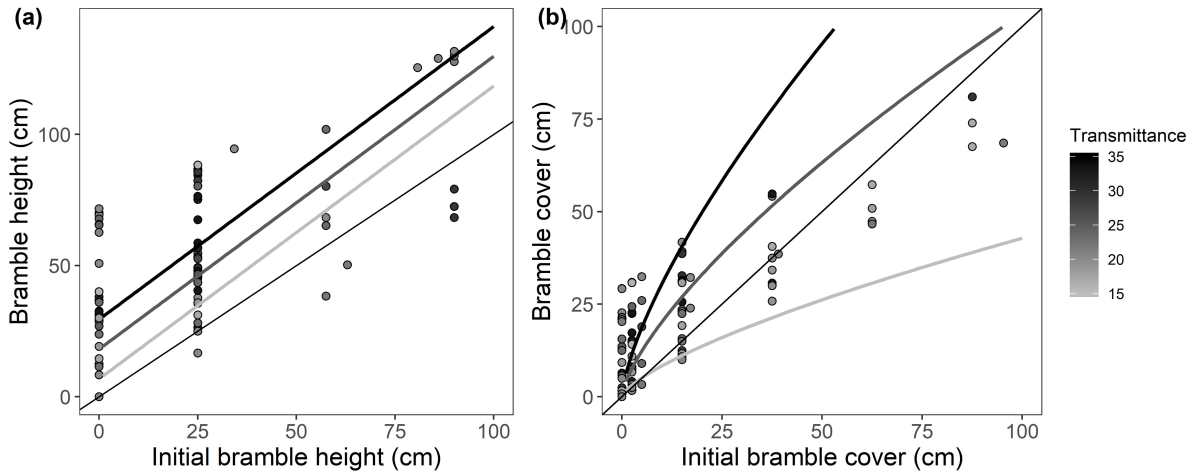 (a)
Bramble height (cm)
100
50
0
0 25 50 75 100
Initial bramble height (cm)
(b)
Bramble cover (cm)
100
75
50
25
0
0 25 50 75 100
Initial bramble cover (cm)
Transmittance
35
30
25
20
15